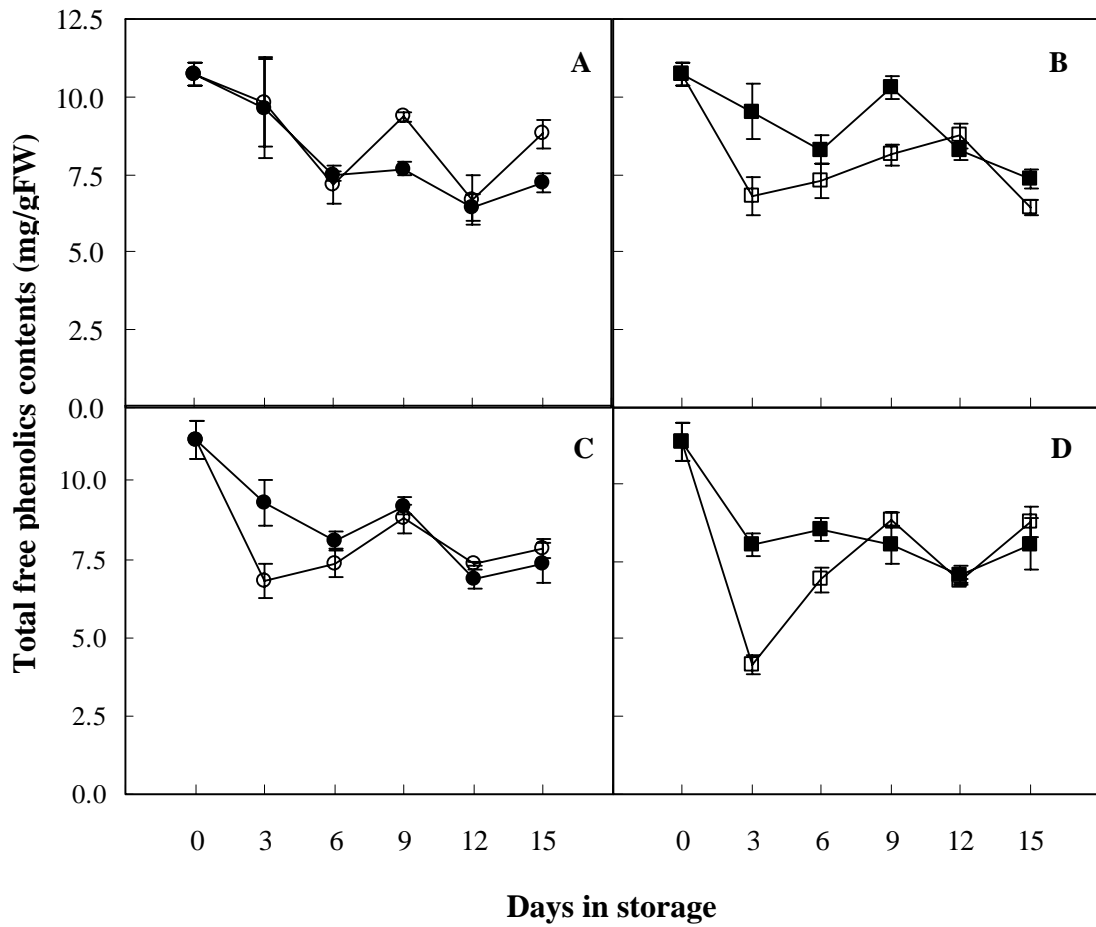 Total free phenolics contents (mg/gFW)
12.5
10.0
7.5
5.0
2.5
0.0
A
B
10.0
7.5
5.0
2.5
0.0
C
D
0 3 6 9 12 15 0 3 6 9 12 15
Days in storage